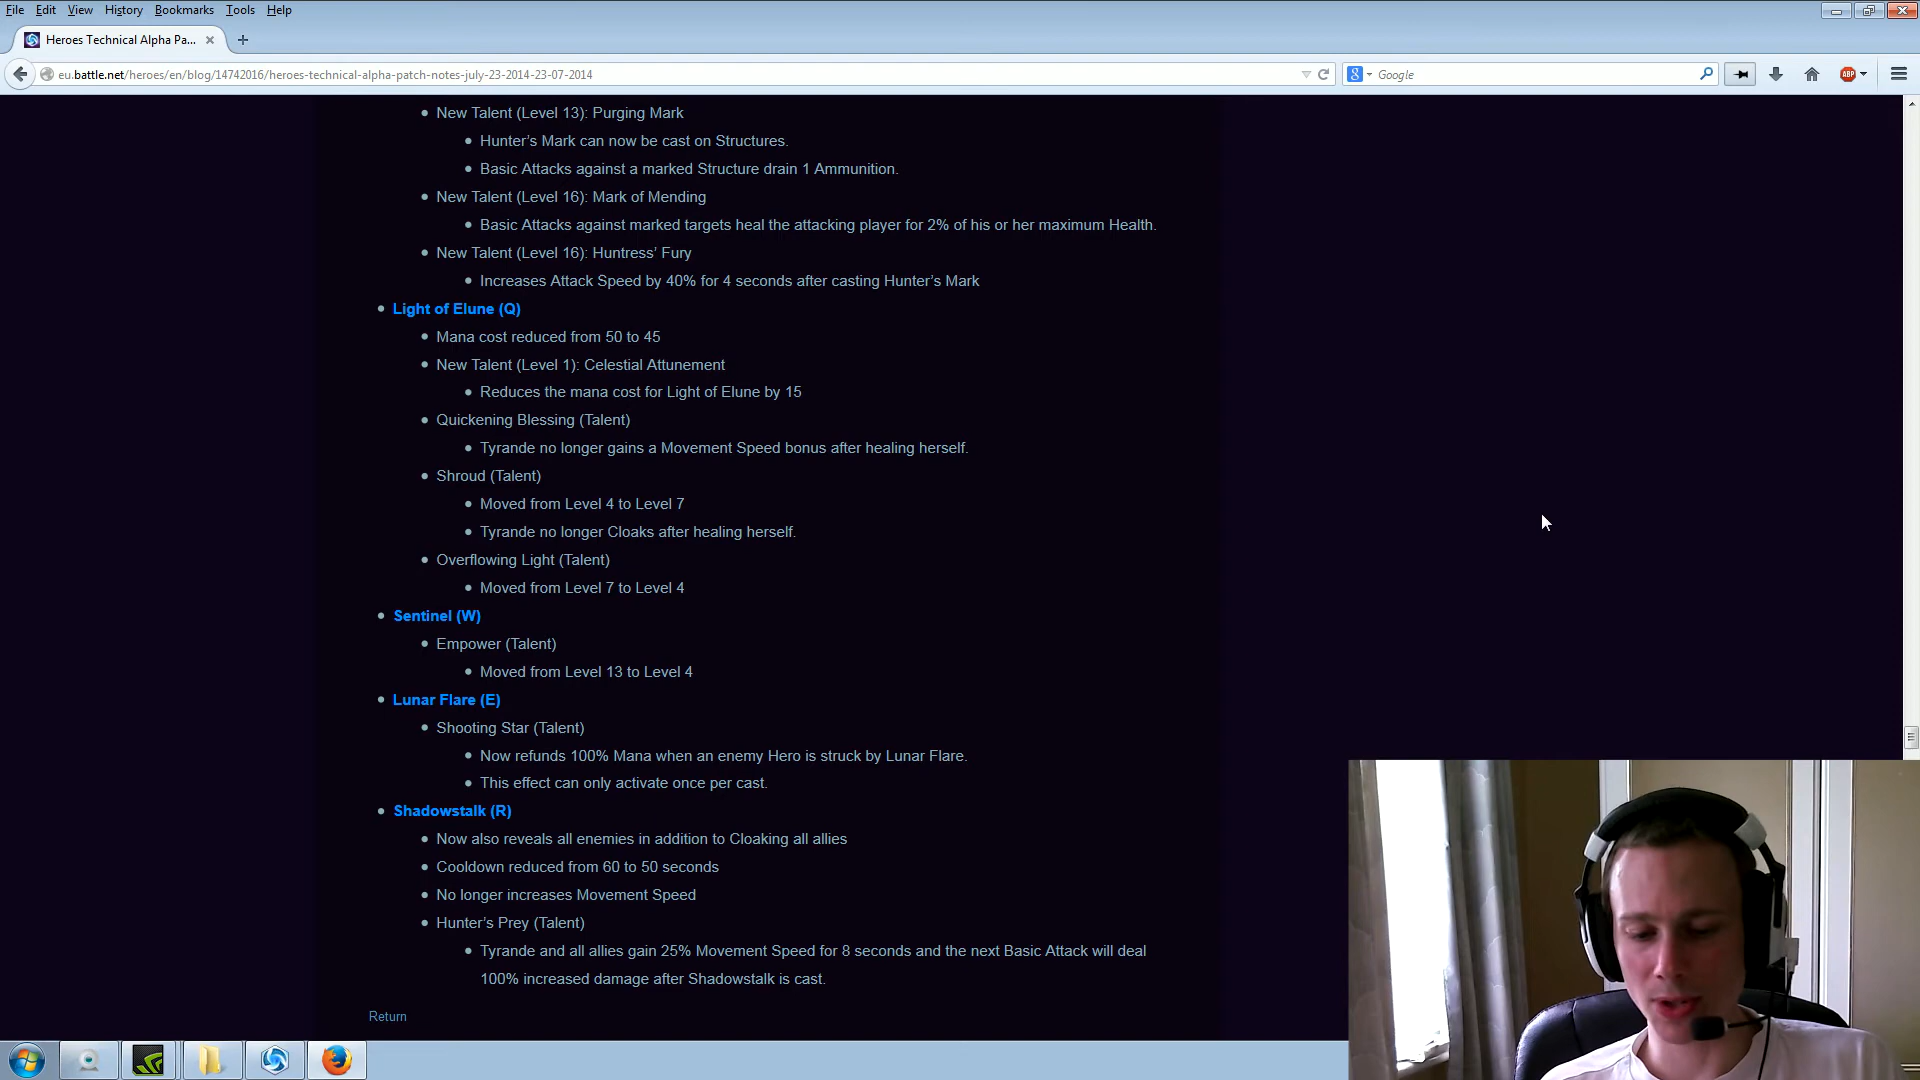 File Edit View History Bookmarks Tools Help
Heroes Technical Alpha Pa...
eu.battle.net/heroes/en/blog/14742016/heroes-technical-alpha-patch-notes-july-23-2014-23-07-2014
Google
ABP
New Talent (Level 13): Purging Mark
Hunter’s Mark can now be cast on Structures.
Basic Attacks against a marked Structure drain 1 Ammunition.
New Talent (Level 16): Mark of Mending
Basic Attacks against marked targets heal the attacking player for 2% of his or her maximum Health.
New Talent (Level 16): Huntress’ Fury
Increases Attack Speed by 40% for 4 seconds after casting Hunter’s Mark
Light of Elune (Q)
Mana cost reduced from 50 to 45
New Talent (Level 1): Celestial Attunement
Reduces the mana cost for Light of Elune by 15
Quickening Blessing (Talent)
Tyrande no longer gains a Movement Speed bonus after healing herself.
Shroud (Talent)
Moved from Level 4 to Level 7
Tyrande no longer Cloaks after healing herself.
Overflowing Light (Talent)
Moved from Level 7 to Level 4
Sentinel (W)
Empower (Talent)
Moved from Level 13 to Level 4
Lunar Flare (E)
Shooting Star (Talent)
Now refunds 100% Mana when an enemy Hero is struck by Lunar Flare.
This effect can only activate once per cast.
Shadowstalk (R)
Now also reveals all enemies in addition to Cloaking all allies
Cooldown reduced from 60 to 50 seconds
No longer increases Movement Speed
Hunter’s Prey (Talent)
Tyrande and all allies gain 25% Movement Speed for 8 seconds and the next Basic Attack will deal
100% increased damage after Shadowstalk is cast.
Return